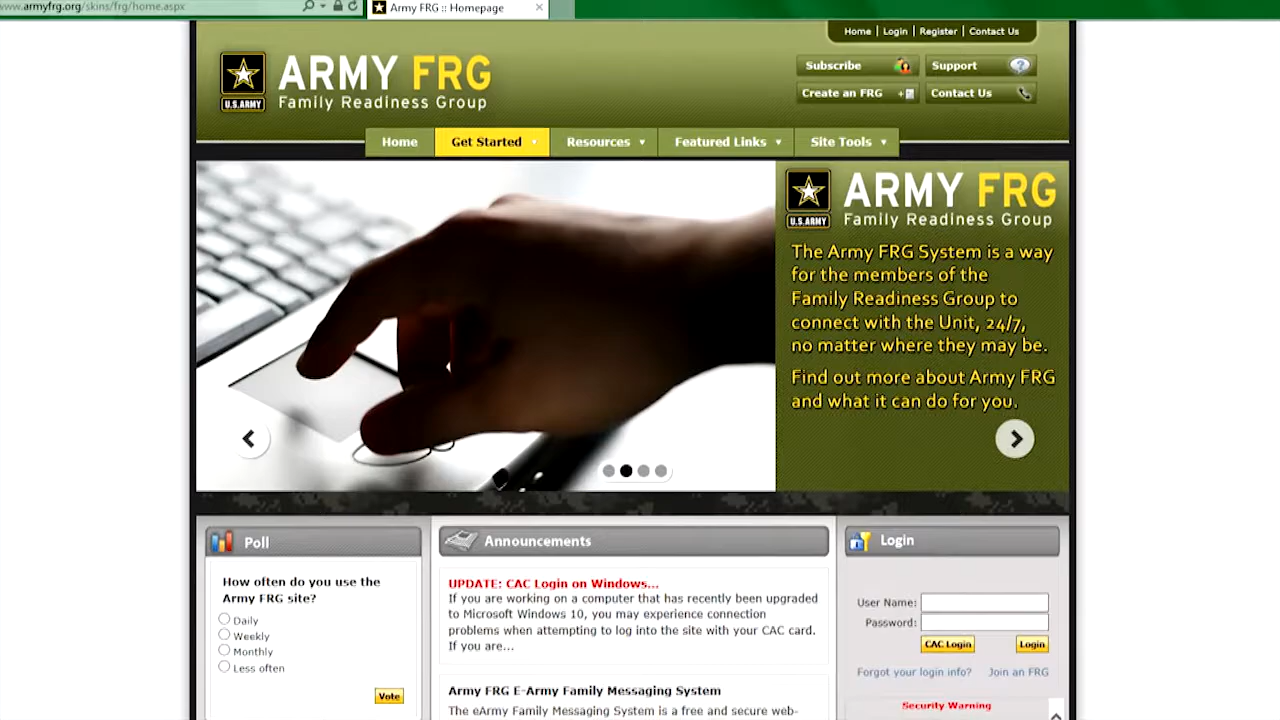 www.armyfrg.org/skins/frg/home.aspx
Army FRG :: Homepage
Home | Login | Register | Contact Us
U.S.ARMY
ARMY FRG
Family Readiness Group
Subscribe
Support
Create an FRG
Contact Us
Home
Get Started
Resources
Featured Links
Site Tools
U.S.ARMY
ARMY FRG
Family Readiness Group
The Army FRG System is a way
for the members of the
Family Readiness Group to
connect with the Unit, 24/7,
no matter where they may be.
Find out more about Army FRG
and what it can do for you.
Poll
How often do you use the
Army FRG site?
Daily
Weekly
Monthly
Less often
Vote
Announcements
UPDATE: CAC Login on Windows...
If you are working on a computer that has recently been upgraded
to Microsoft Windows 10, you may experience connection
problems when attempting to log into the site with your CAC card.
If you are...
Army FRG E-Army Family Messaging System
The eArmy Family Messaging System is a free and secure web-
Login
User Name:
Password:
CAC Login
Login
Forgot your login info?
Join an FRG
Security Warning